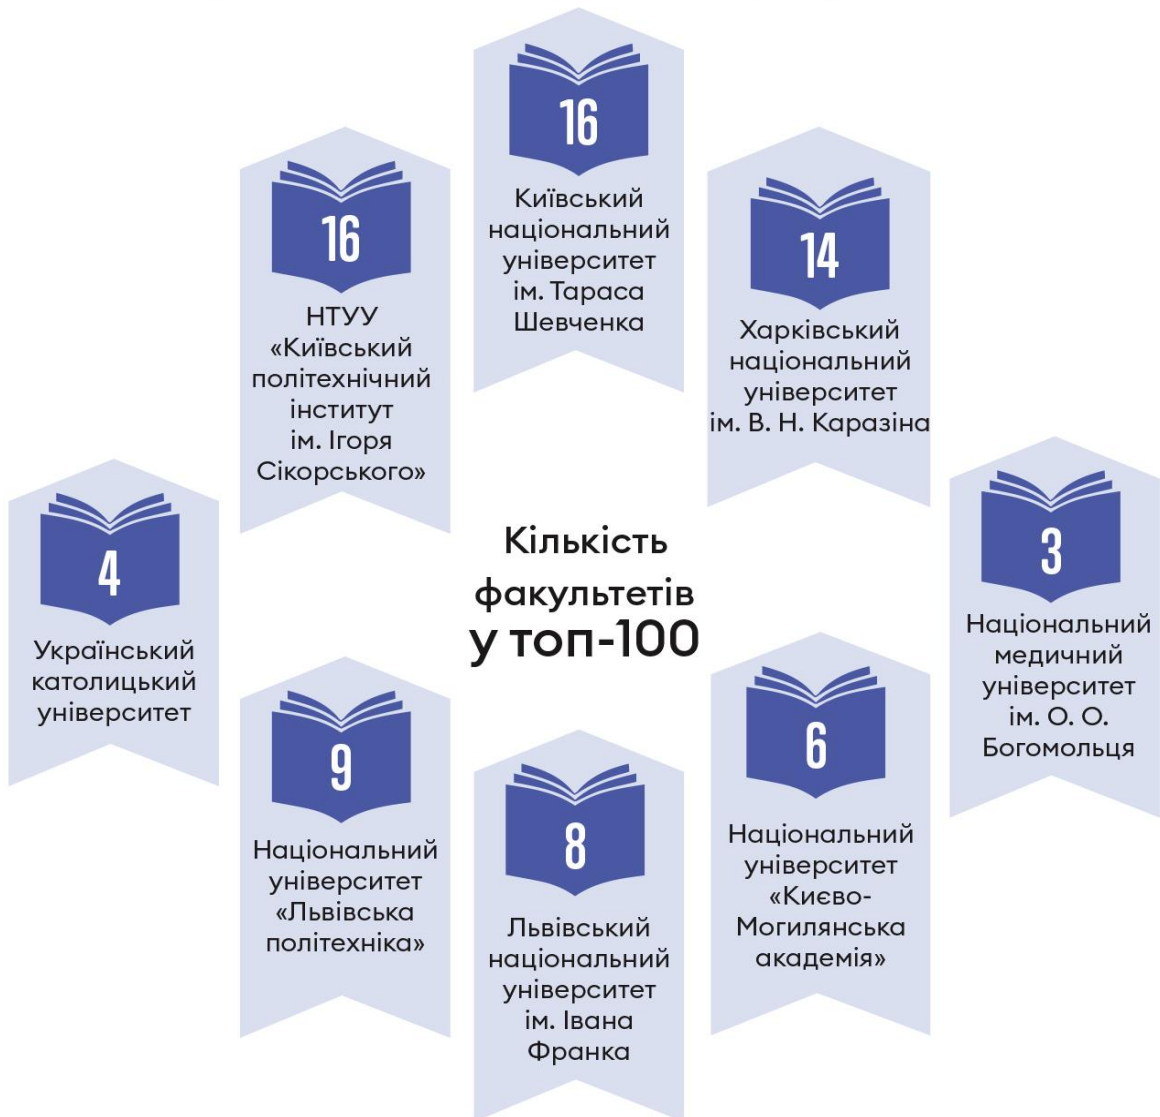 16
Київський
національний
університет
ім. Тараса
Шевченка
16
НТУУ
«Київський
політехнічний
інститут
ім. Ігоря
Сікорського»
14
Харківський
національний
університет
ім. В. Н. Каразіна
Кількість
факультетів
у топ-100
4
Український
католицький
університет
3
Національний
медичний
університет
ім. О. О.
Богомольця
9
Національний
університет
«Львівська
політехніка»
8
Львівський
національний
університет
ім. Івана
Франка
6
Національний
університет
«Києво-
Могилянська
академія»